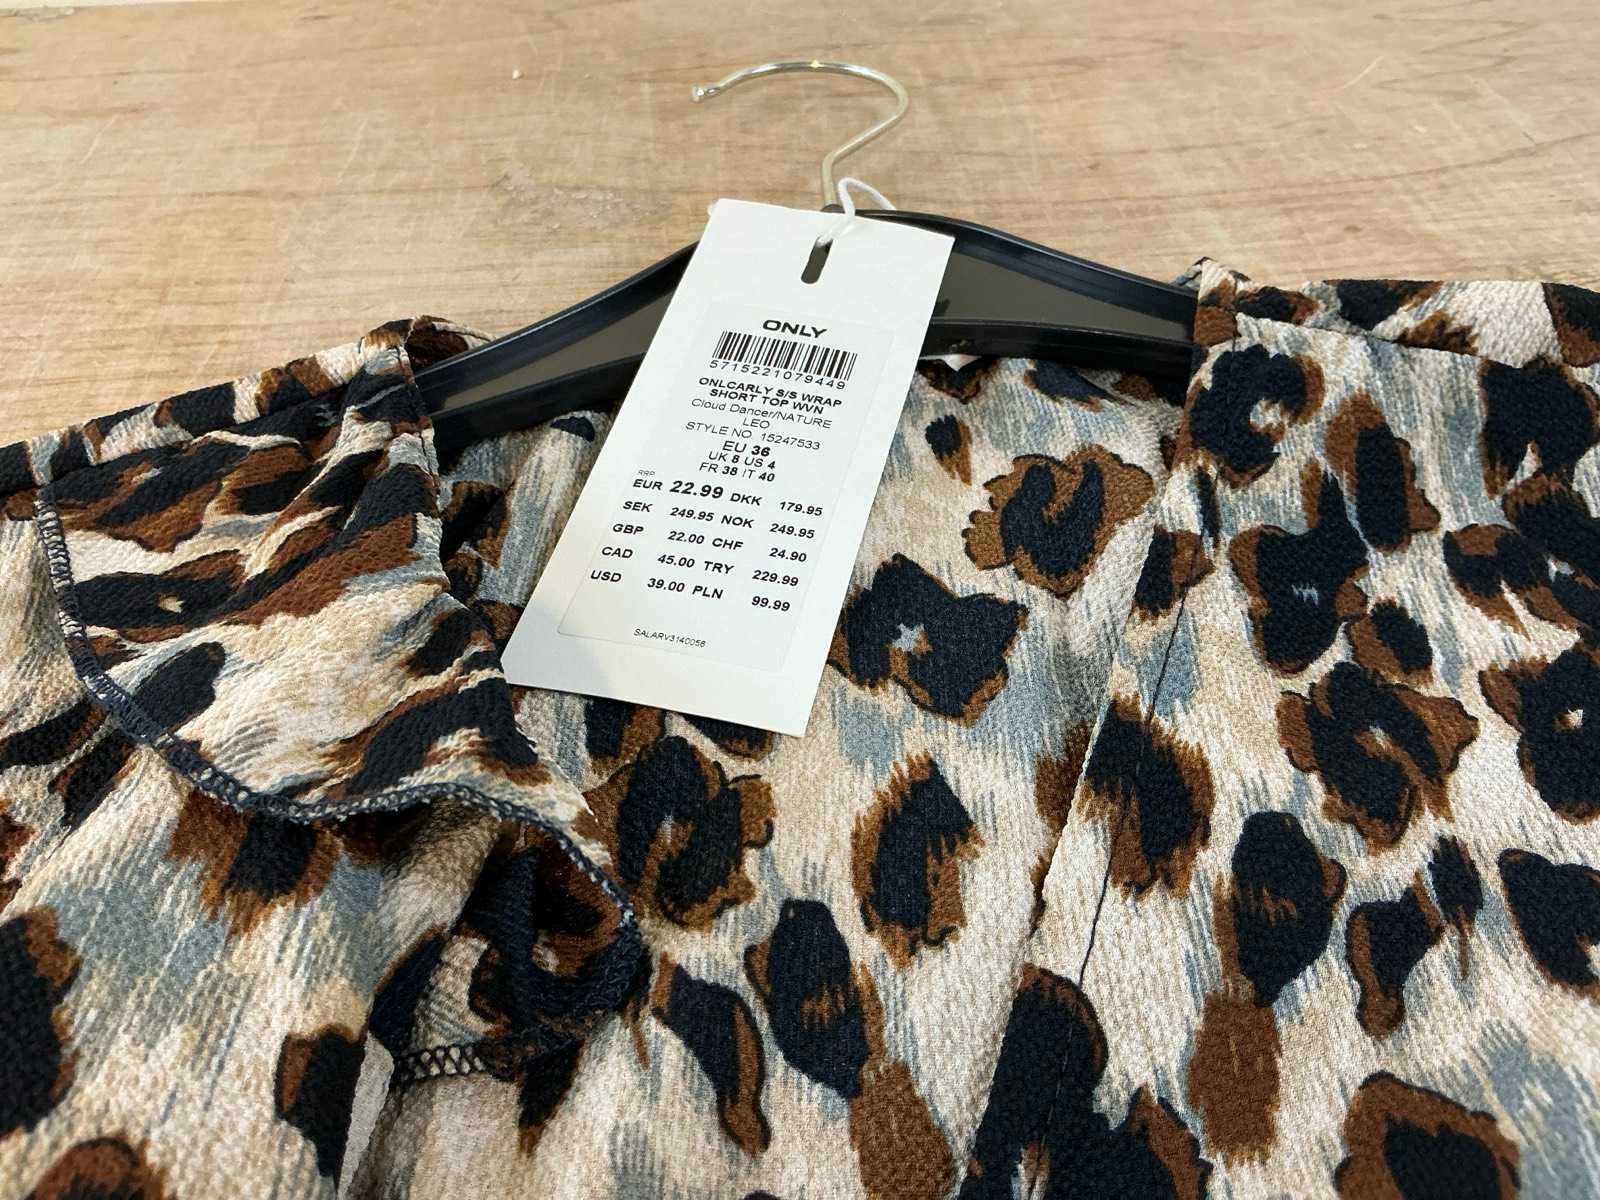 ONLY
5715221079449
ONLCARLY S/S WRAP
SHORT TOP WVN
Cloud Dancer/NATURE
LEO
STYLE NO. 15247533
EU 36
UK 8 US 4
FR 38 IT 40
RRP
EUR 22.99 DKK 179.95
SEK 249.95 NOK 249.95
GBP 22.00 CHF 24.90
CAD 45.00 TRY 229.99
USD 39.00 PLN 99.99
SALARV3140056